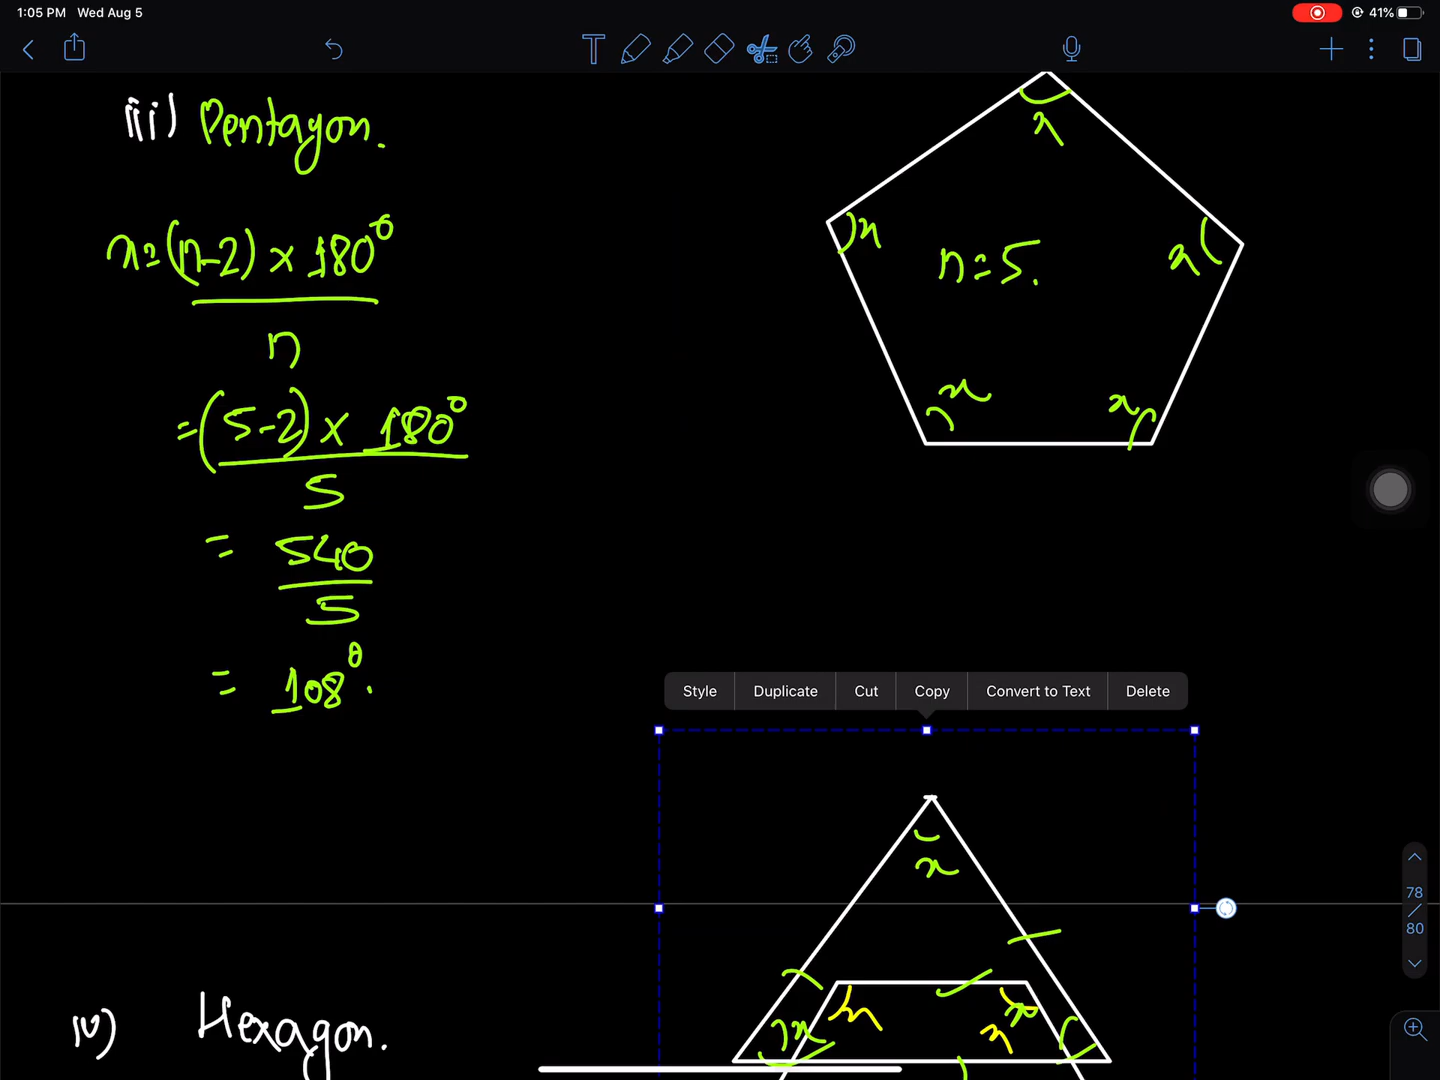 1:05 PM Wed Aug 5
41%
iii) Pentagon.
x
x
x
n=5.
x = (n-2) × 180°
n
x
x
= (5-2) × 180°
5
= 540
5
= 108°.
Style Duplicate Cut Copy Convert to Text Delete
x
78
80
x
x
x
x
iv) Hexagon.